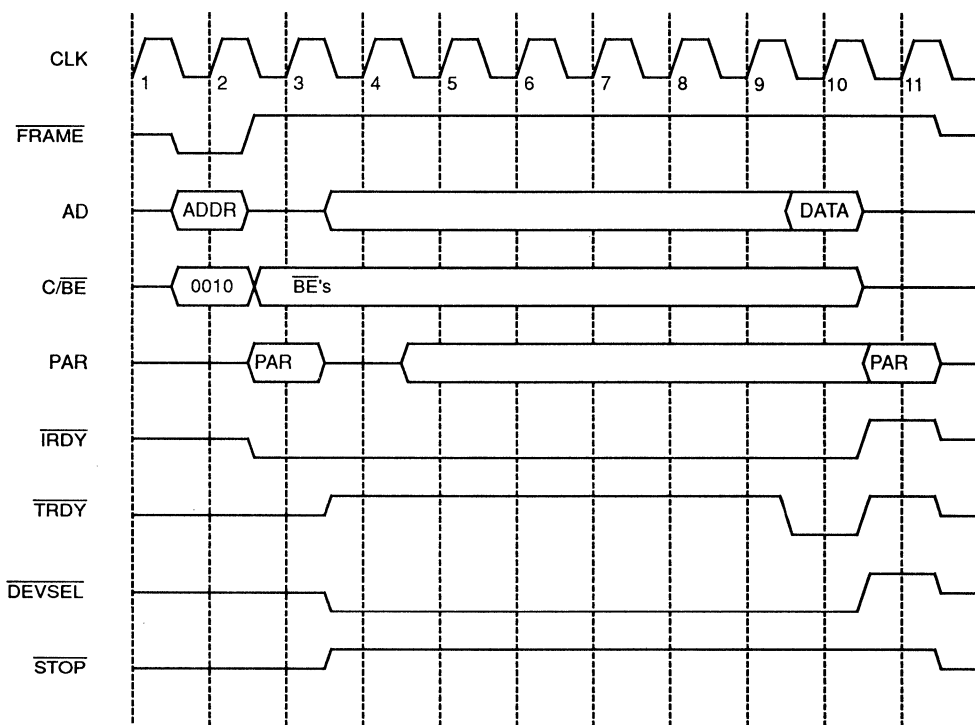 CLK
1 2 3 4 5 6 7 8 9 10 11
FRAME
AD ADDR DATA
C/BE 0010 BE's
PAR PAR PAR
IRDY
TRDY
DEVSEL
STOP